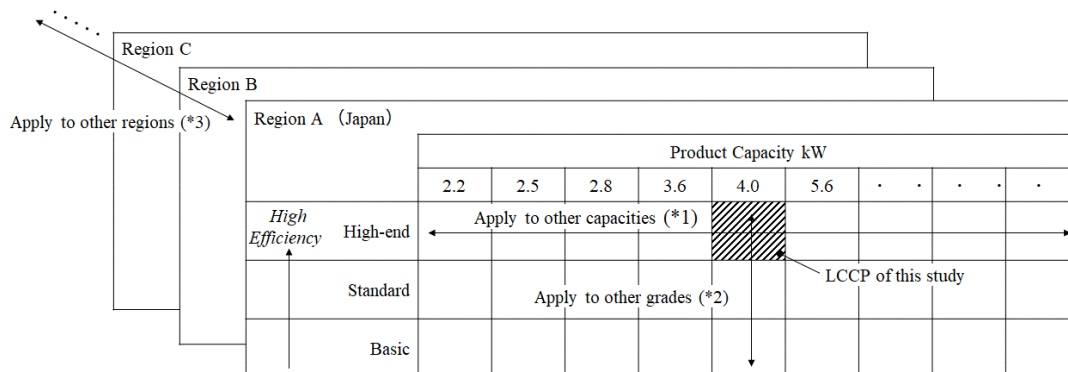 Region C
Region B
Apply to other regions (*3)
Region A (Japan)
Product Capacity kW
2.2 2.5 2.8 3.6 4.0 5.6 · · · · ·
High
Efficiency
High-end
Apply to other capacities (*1)
LCCP of this study
Standard
Apply to other grades (*2)
Basic